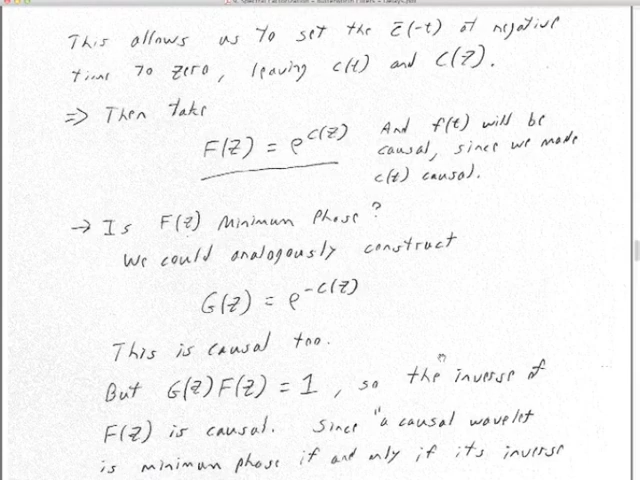 This allows us to set the c̄(-t) at negative
time to zero, leaving c(t) and C(Z).
⇒ Then take
F(Z) = e^C(Z) And f(t) will be
causal, since we made
c(t) causal.
→ Is F(Z) Minimum Phase?
We could analogously construct
G(Z) = e^-C(Z)
This is causal too.
But G(Z)F(Z) = 1, so the inverse of
F(Z) is causal. Since "a causal wavelet
is minimum phase if and only if its inverse